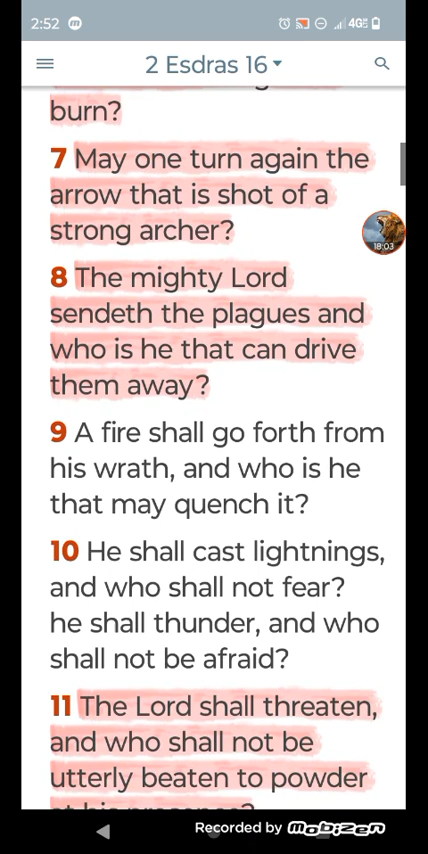 2:52
4G
2 Esdras 16
burn?
7 May one turn again the
arrow that is shot of a
strong archer?
18:03
8 The mighty Lord
sendeth the plagues and
who is he that can drive
them away?
9 A fire shall go forth from
his wrath, and who is he
that may quench it?
10 He shall cast lightnings,
and who shall not fear?
he shall thunder, and who
shall not be afraid?
11 The Lord shall threaten,
and who shall not be
utterly beaten to powder
Recorded by Mobizen